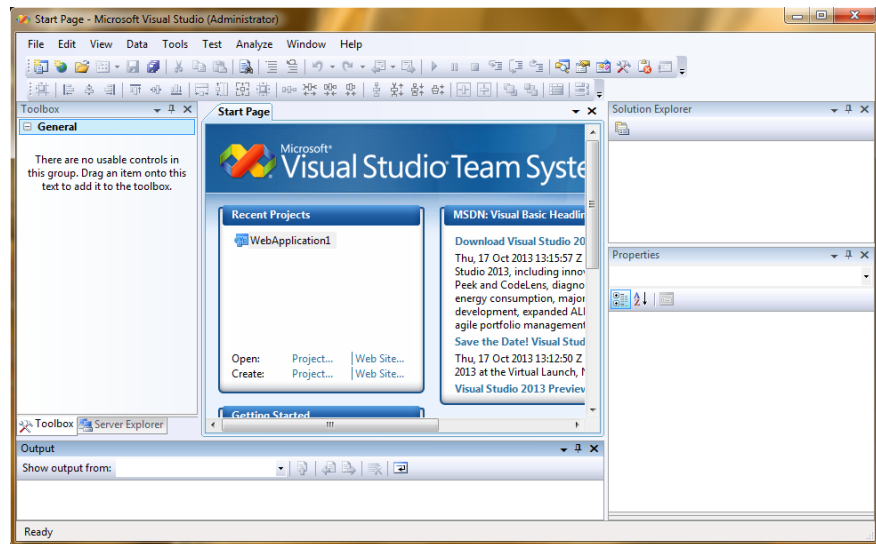 Start Page - Microsoft Visual Studio (Administrator)
File Edit View Data Tools Test Analyze Window Help
Toolbox
General
There are no usable controls in
this group. Drag an item onto this
text to add it to the toolbox.
Toolbox Server Explorer
Start Page
Microsoft®
Visual Studio Team Syste
Recent Projects
WebApplication1
Open: Project... Web Site...
Create: Project... Web Site...
Getting Started
MSDN: Visual Basic Headlin
Download Visual Studio 20
Thu, 17 Oct 2013 13:15:57 Z
Studio 2013, including innov
Peek and CodeLens, diagno
energy consumption, major
development, expanded ALI
agile portfolio management
Save the Date! Visual Stud
Thu, 17 Oct 2013 13:12:50 Z
2013 at the Virtual Launch, N
Visual Studio 2013 Preview
Solution Explorer
Properties
Output
Show output from:
Ready